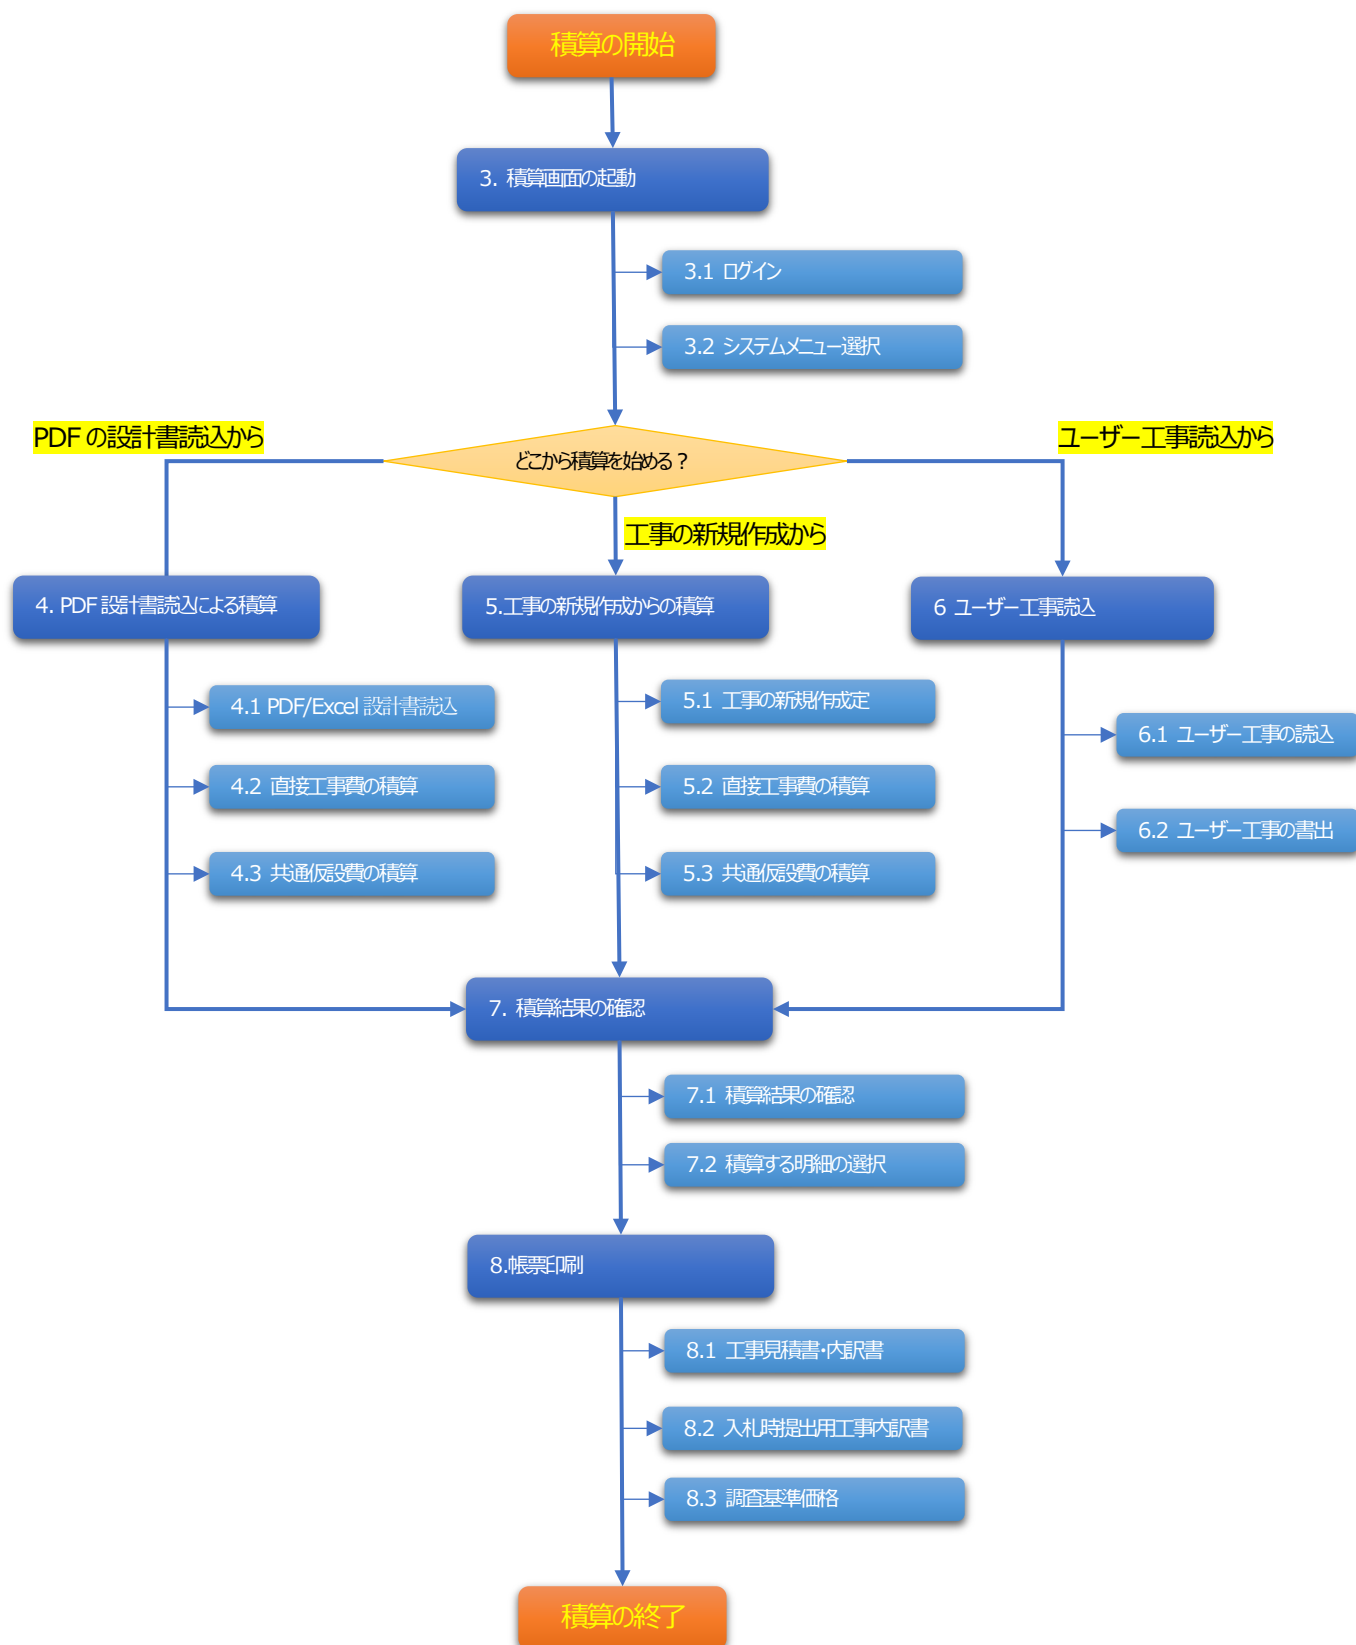 積算の開始
3. 積算画面の起動
3.1 ログイン
3.2 システムメニュー選択
PDF の設計書読込から
どこから積算を始める？
ユーザー工事読込から
工事の新規作成から
4. PDF 設計書読込による積算
5.工事の新規作成からの積算
6 ユーザー工事読込
4.1 PDF/Excel 設計書読込
4.2 直接工事費の積算
4.3 共通仮設費の積算
5.1 工事の新規作成定
5.2 直接工事費の積算
5.3 共通仮設費の積算
6.1 ユーザー工事の読込
6.2 ユーザー工事の書出
7. 積算結果の確認
7.1 積算結果の確認
7.2 積算する明細の選択
8.帳票印刷
8.1 工事見積書・内訳書
8.2 入札時提出用工事内訳書
8.3 調査基準価格
積算の終了